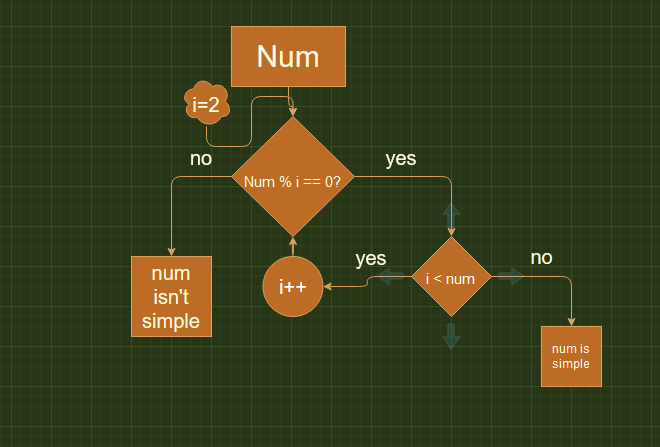 Num
i=2
no
yes
Num % i == 0?
yes
no
num
isn't
simple
i++
i < num
num is
simple